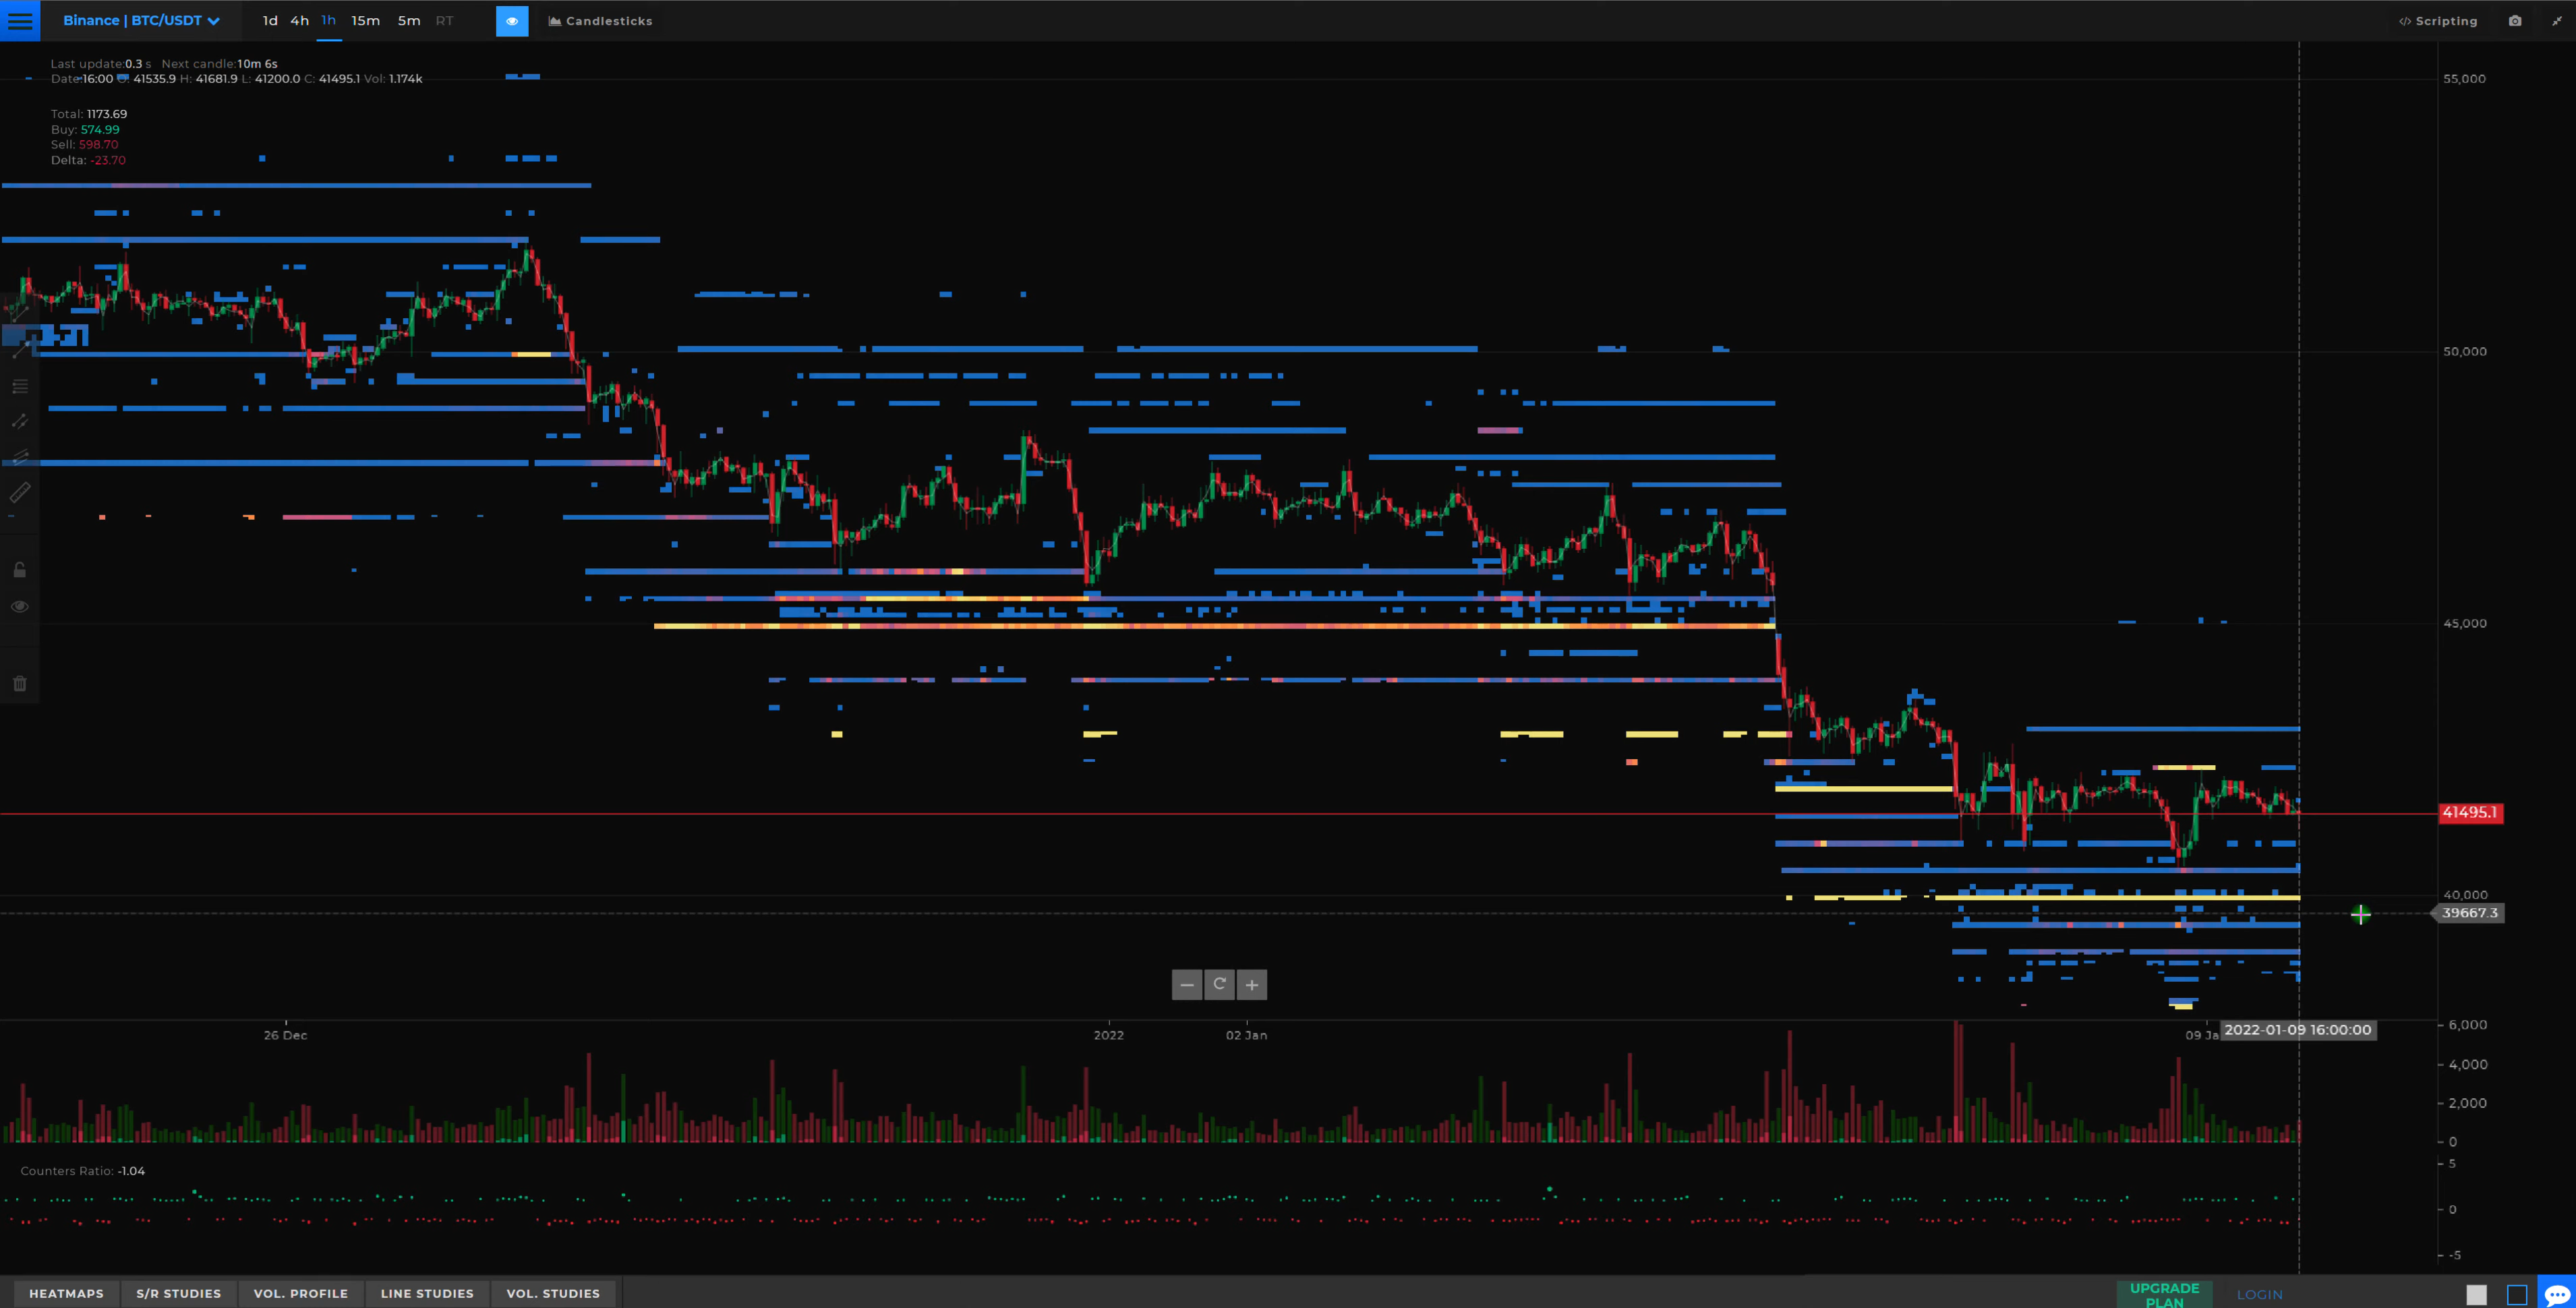 Binance | BTC/USDT 1d 4h 1h 15m 5m RT Candlesticks </> Scripting
Last update:0.3 s Next candle:10m 6s
Date:16:00 O: 41535.9 H: 41681.9 L: 41200.0 C: 41495.1 Vol: 1.174k
Total: 1173.69
Buy: 574.99
Sell: 598.70
Delta: -23.70
55,000
50,000
45,000
41495.1
40,000
39667.3
26 Dec 2022 02 Jan 09 Ja 2022-01-09 16:00:00
6,000
4,000
2,000
0
Counters Ratio: -1.04
5
0
-5
HEATMAPS S/R STUDIES VOL. PROFILE LINE STUDIES VOL. STUDIES UPGRADE PLAN LOGIN